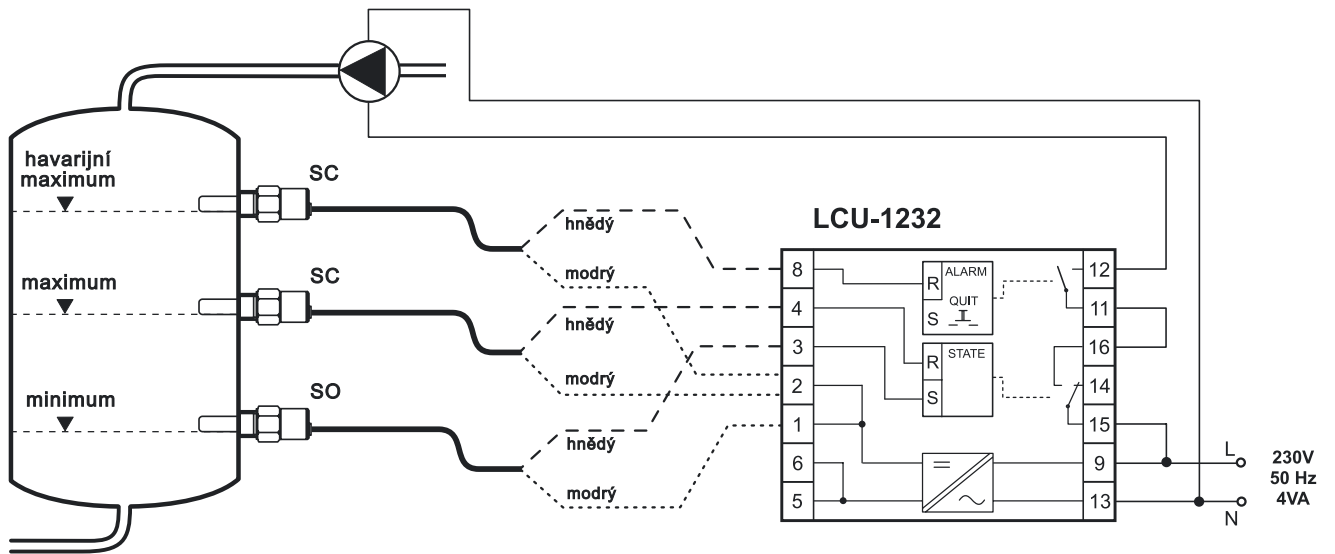 havarijní
maximum
SC
hnědý
modrý
maximum
SC
hnědý
modrý
minimum
SO
hnědý
modrý
LCU-1232
8
4
3
2
1
6
5
R
ALARM
QUIT
S
R
STATE
S
12
11
16
14
15
9
13
L
N
230V
50 Hz
4VA